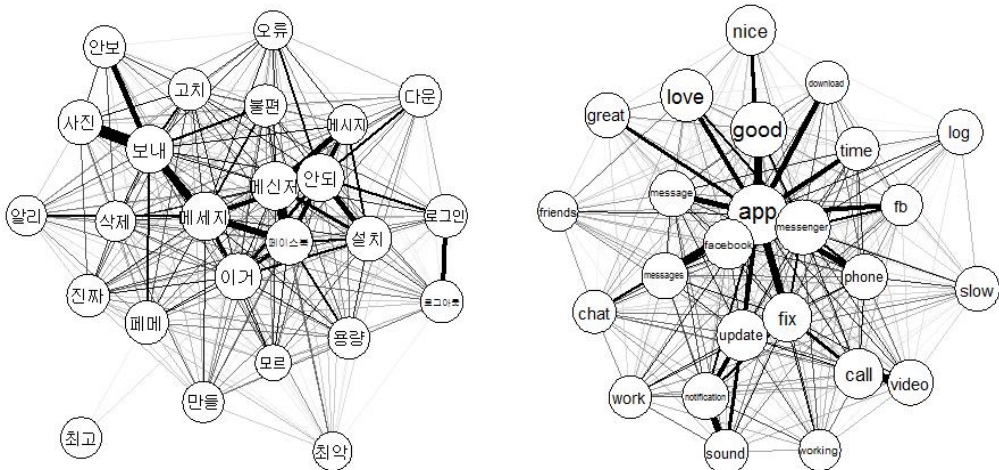 오류
안보
고치
불편
다운
사진
메시지
보내
메신저
안되
알리
삭제
메세지
로그인
페이스북
설치
이거
진짜
로그아웃
페메
용량
모르
만들
최고
최악
nice
download
love
great
good
log
time
message
friends
app
fb
messenger
facebook
messages
phone
slow
chat
fix
update
call
video
work
notification
sound
working